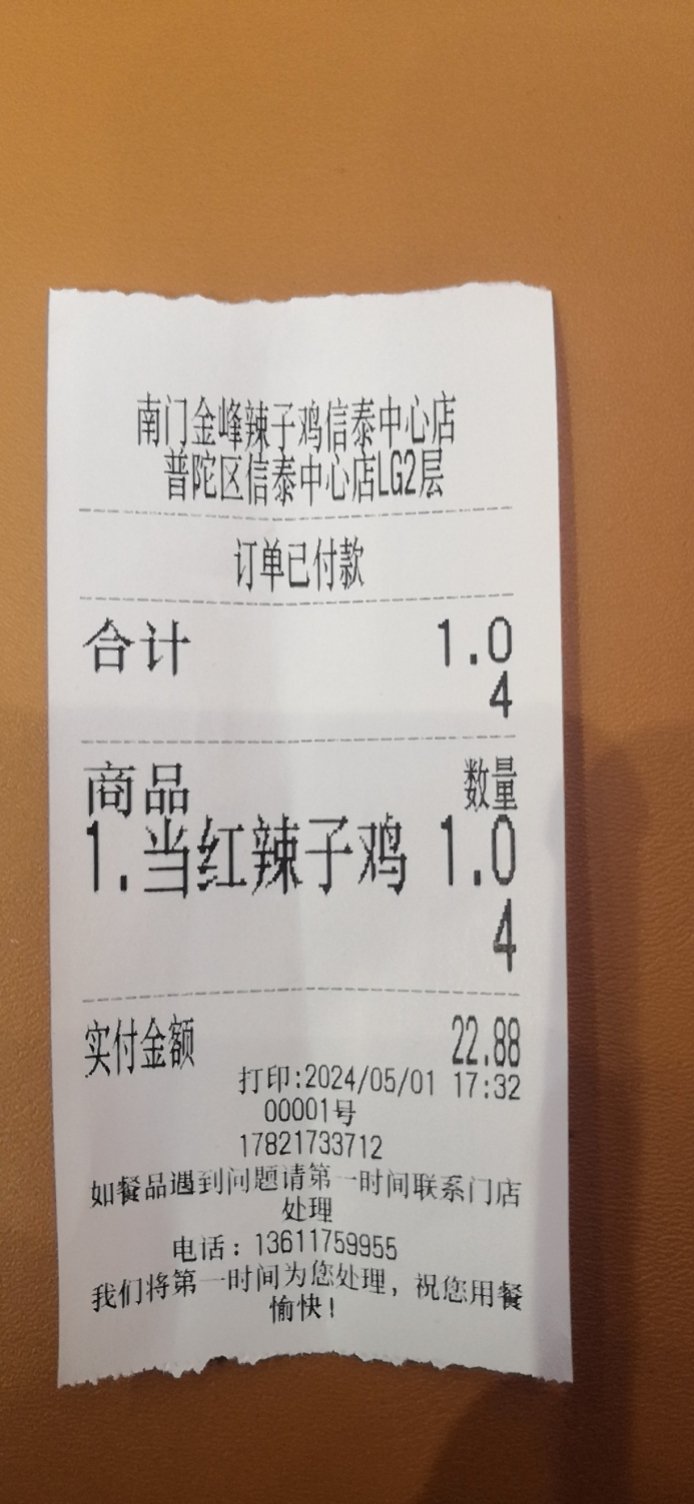 南门金峰辣子鸡信泰中心店
普陀区信泰中心店LG2层
订单已付款
合计 1.0
4
商品 数量
1.当红辣子鸡 1.0
4
实付金额 22.88
打印:2024/05/01 17:32
00001号
17821733712
如餐品遇到问题请第一时间联系门店
处理
电话：13611759955
我们将第一时间为您处理，祝您用餐
愉快!